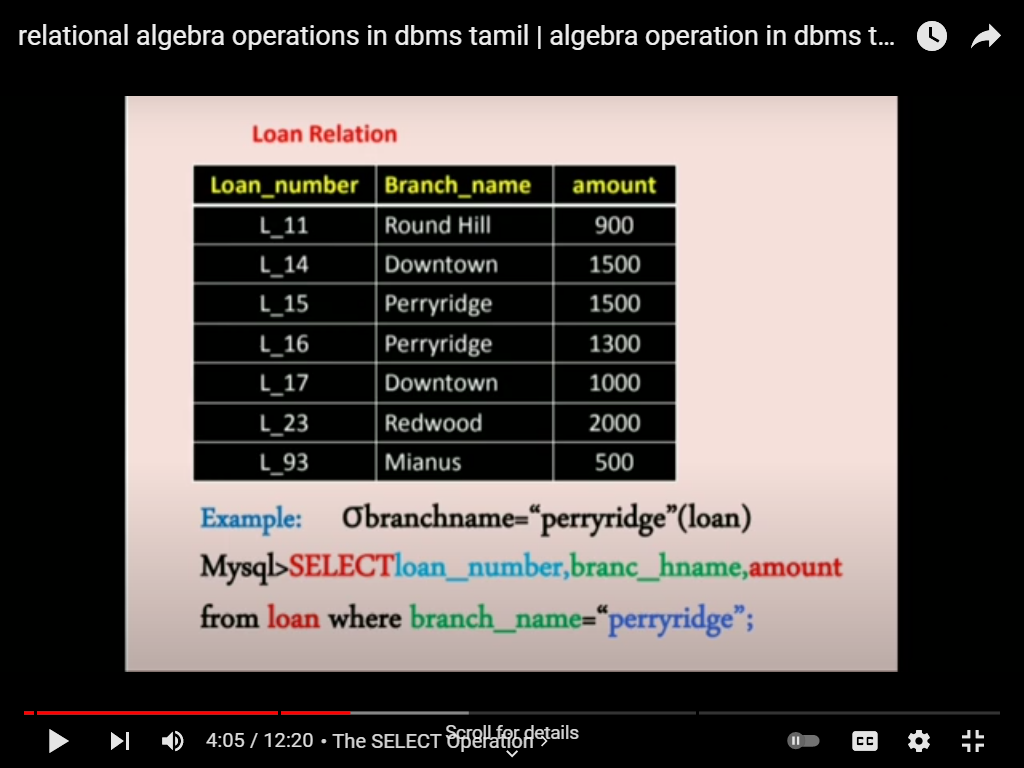 relational algebra operations in dbms tamil | algebra operation in dbms t...
Loan Relation
Loan_number Branch_name amount
L_11 Round Hill 900
L_14 Downtown 1500
L_15 Perryridge 1500
L_16 Perryridge 1300
L_17 Downtown 1000
L_23 Redwood 2000
L_93 Mianus 500
Example: σbranchname=“perryridge”(loan)
Mysql>SELECTloan_number,branc_hname,amount
from loan where branch_name=“perryridge”;
Scroll for details
4:05 / 12:20 • The SELECT Operation ›
CC